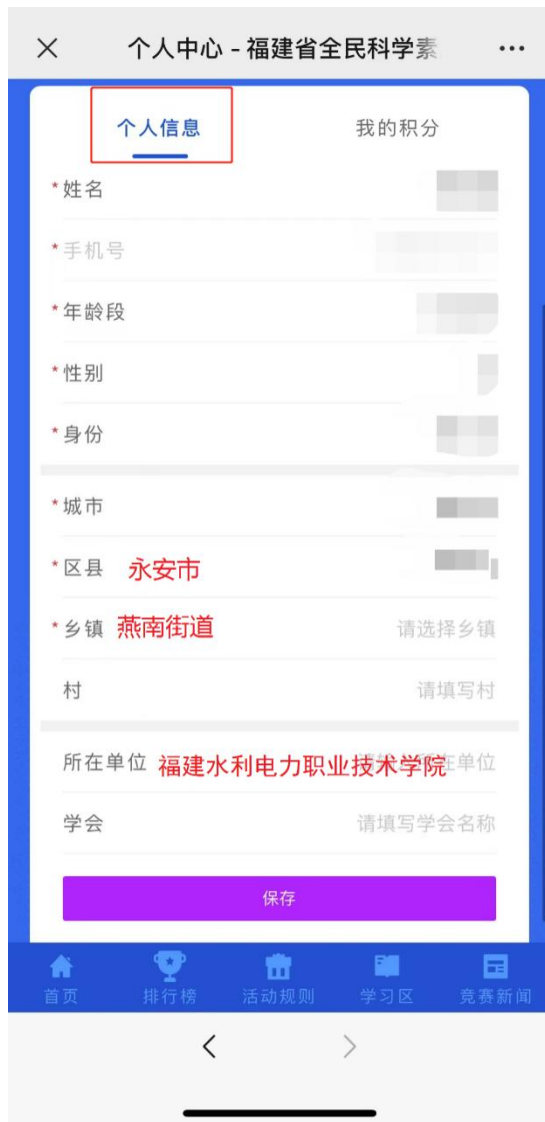 个人中心 - 福建省全民科学素
个人信息 我的积分
*姓名
*手机号
*年龄段
*性别
*身份
*城市
*区县 永安市
*乡镇 燕南街道 请选择乡镇
村 请填写村
所在单位 福建水利电力职业技术学院 在单位
学会 请填写学会名称
保存
首页 排行榜 活动规则 学习区 竞赛新闻